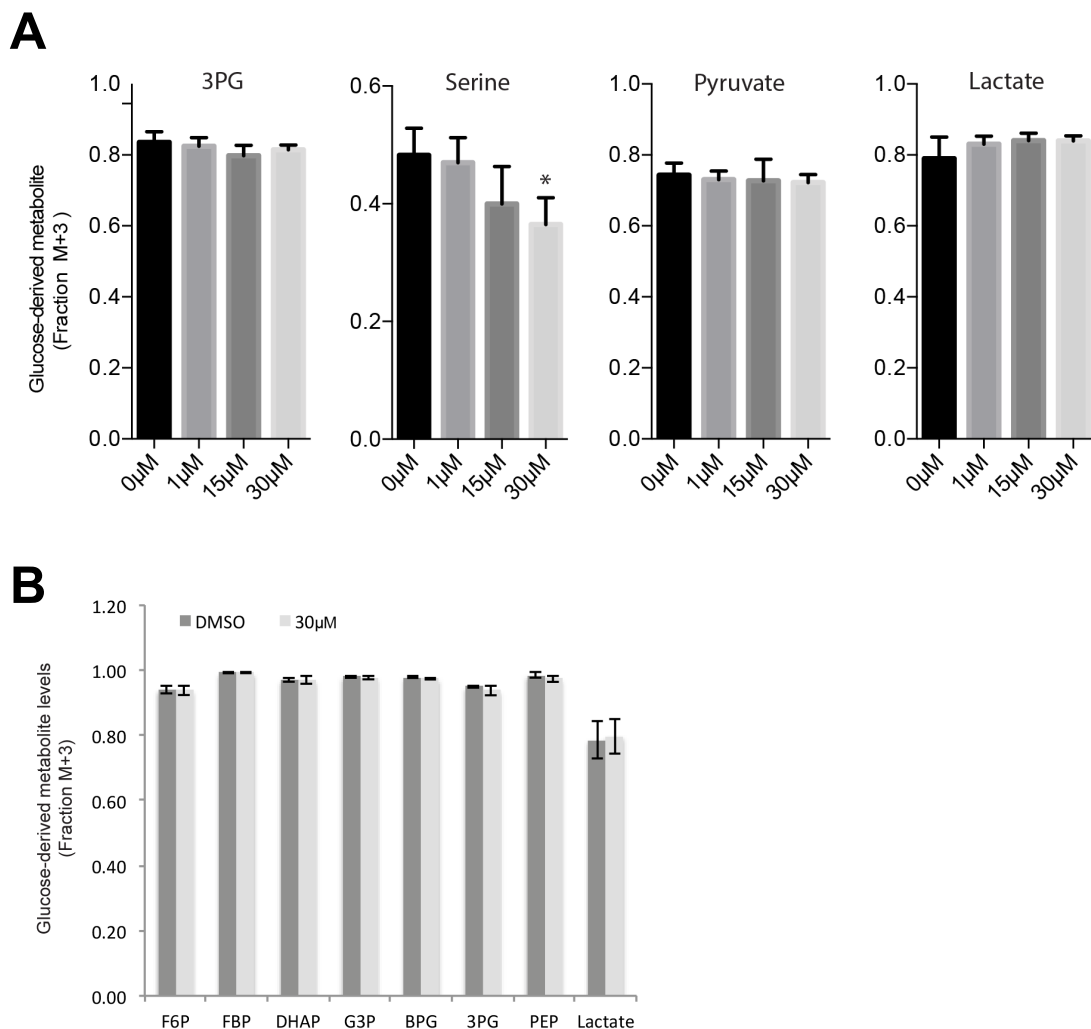 A
3PG
Serine
Pyruvate
Lactate
Glucose-derived metabolite
(Fraction M+3 )
1.0
0.8
0.6
0.4
0.2
0.0
0µM
1µM
15µM
30µM
0.6
0.4
0.2
0.0
*
0µM
1µM
15µM
30µM
1.0
0.8
0.6
0.4
0.2
0.0
0µM
1µM
15µM
30µM
1.0
0.8
0.6
0.4
0.2
0.0
0µM
1µM
15µM
30µM
B
Glucose-derived metabolite levels
(Fraction M+3)
1.20
1.00
0.80
0.60
0.40
0.20
0.00
DMSO
30µM
F6P
FBP
DHAP
G3P
BPG
3PG
PEP
Lactate